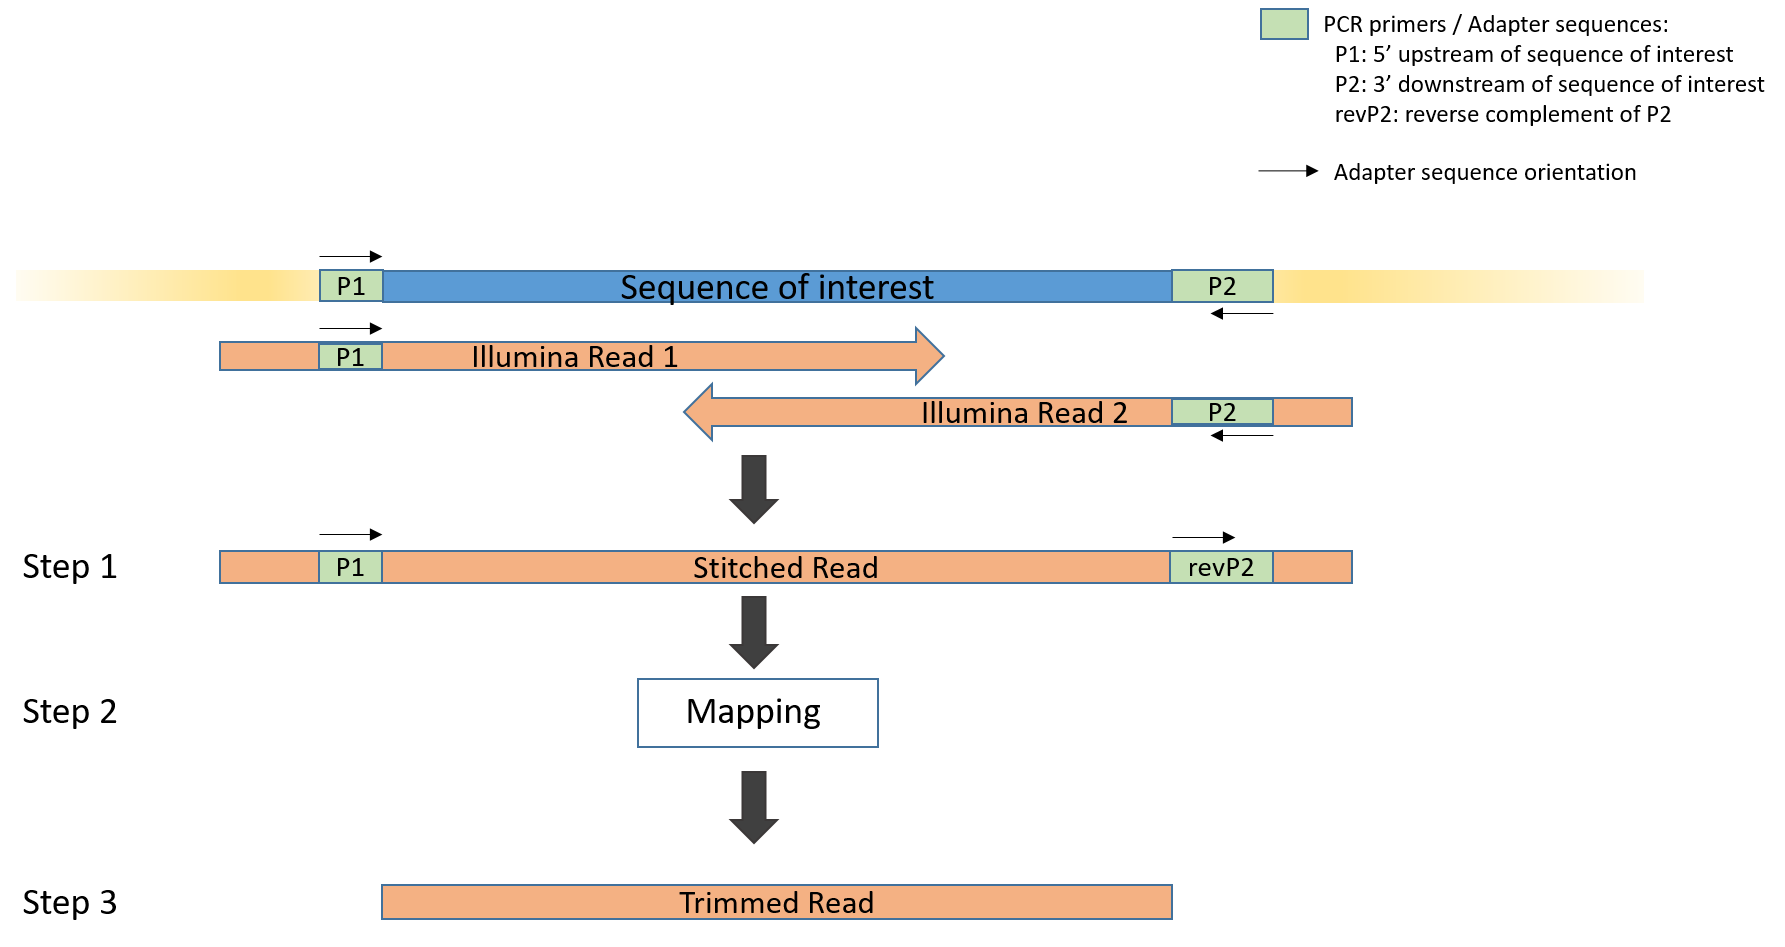 PCR primers / Adapter sequences:
P1: 5’ upstream of sequence of interest
P2: 3’ downstream of sequence of interest
revP2: reverse complement of P2
Adapter sequence orientation
P1 Sequence of interest P2
P1 Illumina Read 1
Illumina Read 2 P2
Step 1 P1 Stitched Read revP2
Step 2 Mapping
Step 3 Trimmed Read